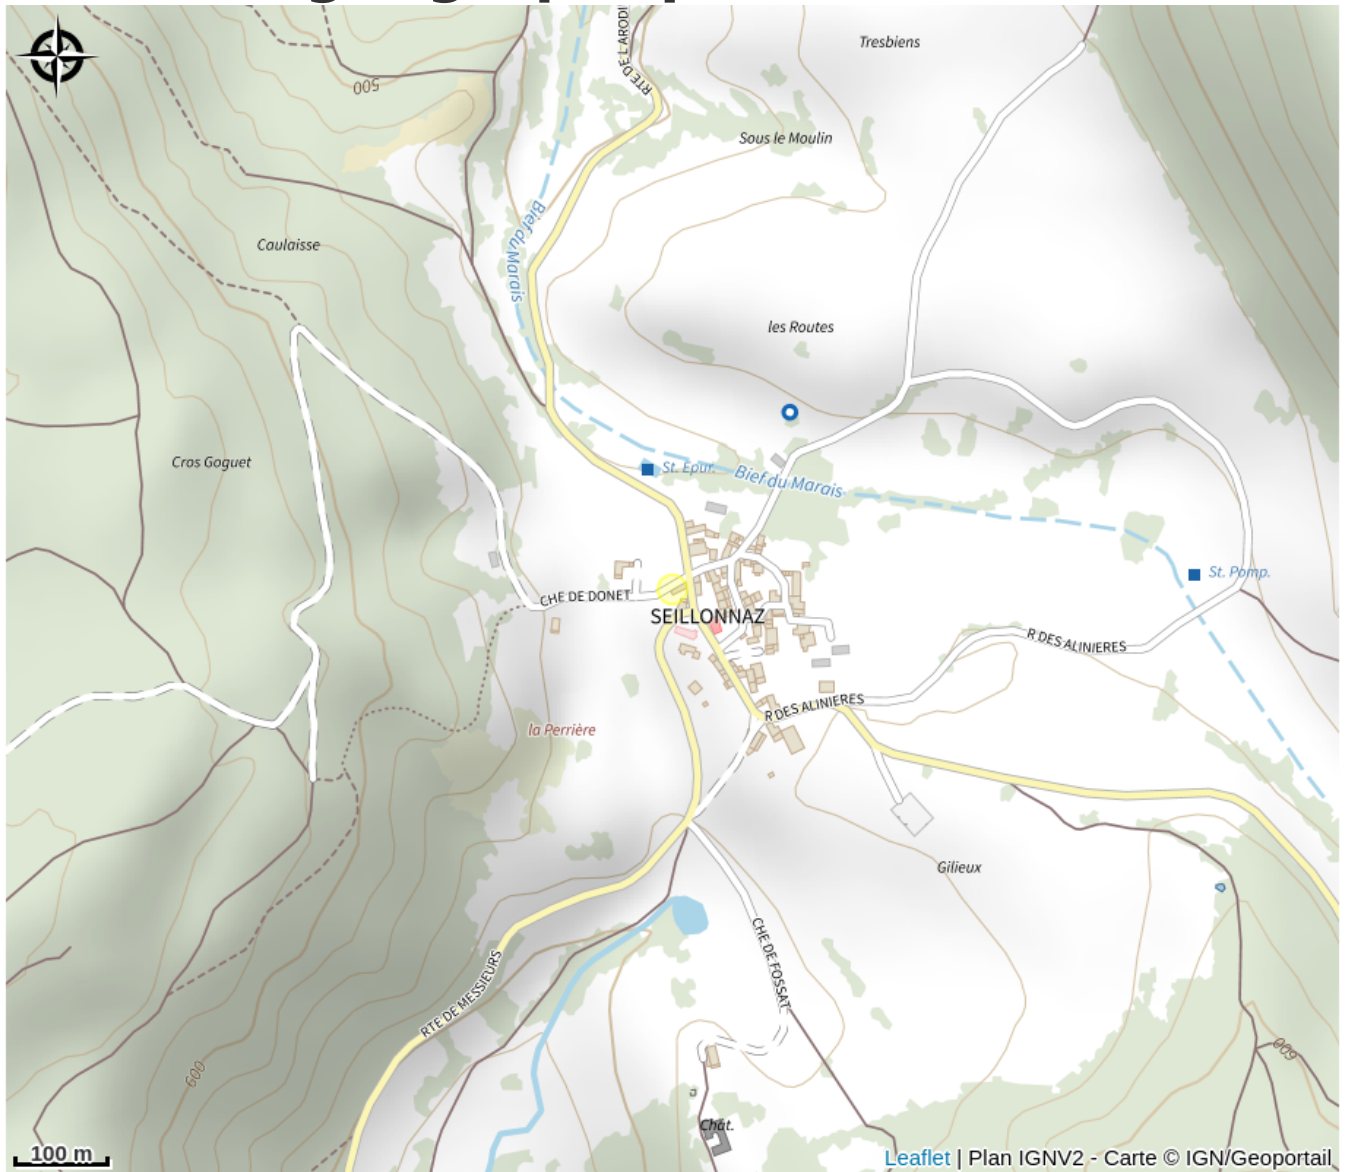 Tresbiens
RTE DE L'ARODI
500
Sous le Moulin
Bief du Marais
Caulaisse
les Routes
Cros Goguet
St. Epur.
Bief du Marais
St. Pomp.
CHE DE DONET
SEILLONNAZ
R DES ALINIERES
R DES ALINIERES
la Perrière
Gilieux
CHE DE FOSSAT
RTE DE MESSIEURS
600
600
Chât.
100 m
Leaflet | Plan IGNV2 - Carte © IGN/Geoportail